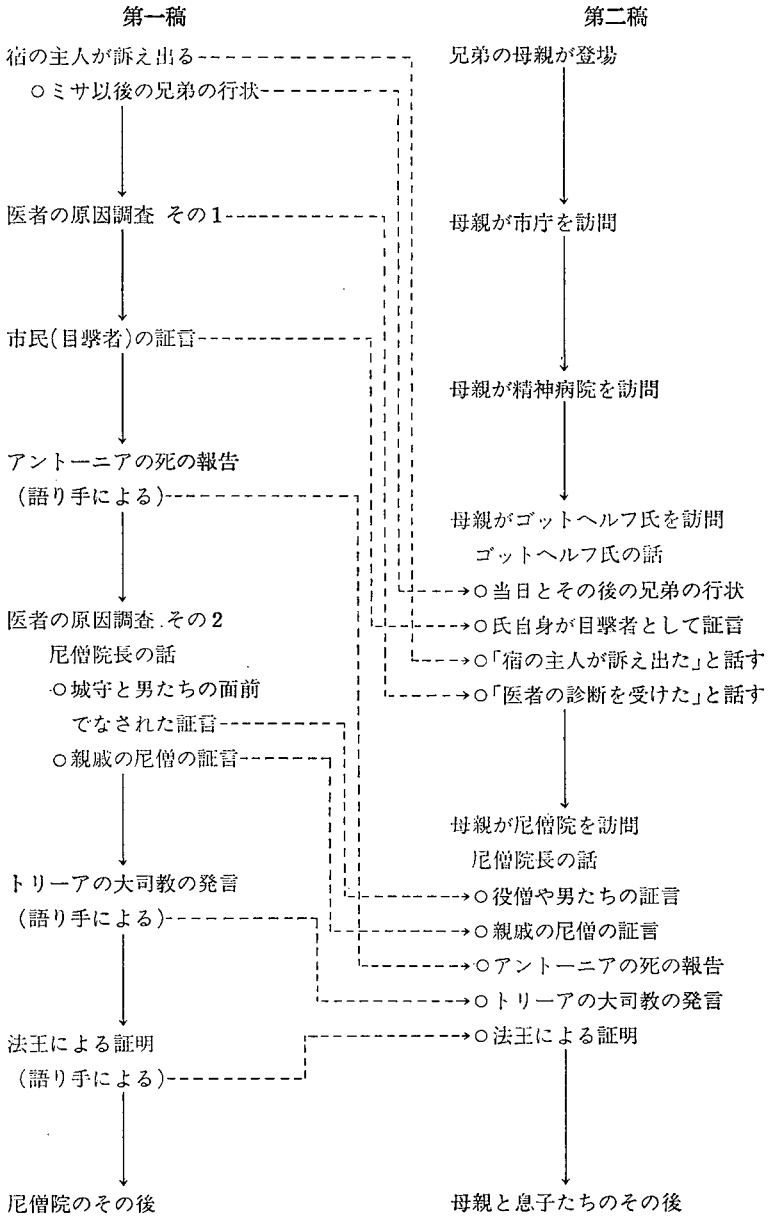 第一稿
宿の主人が訴え出る
○ミサ以後の兄弟の行状
医者の原因調査 その1
市民(目撃者)の証言
アントーニアの死の報告
(語り手による)
医者の原因調査 その2
尼僧院長の話
○城守と男たちの面前
でなされた証言
○親戚の尼僧の証言
トリーアの大司教の発言
(語り手による)
法王による証明
(語り手による)
尼僧院のその後
第二稿
兄弟の母親が登場
母親が市庁を訪問
母親が精神病院を訪問
母親がゴットヘルフ氏を訪問
ゴットヘルフ氏の話
○当日とその後の兄弟の行状
○氏自身が目撃者として証言
○「宿の主人が訴え出た」と話す
○「医者の診断を受けた」と話す
母親が尼僧院を訪問
尼僧院長の話
○役僧や男たちの証言
○親戚の尼僧の証言
○アントーニアの死の報告
○トリーアの大司教の発言
○法王による証明
母親と息子たちのその後